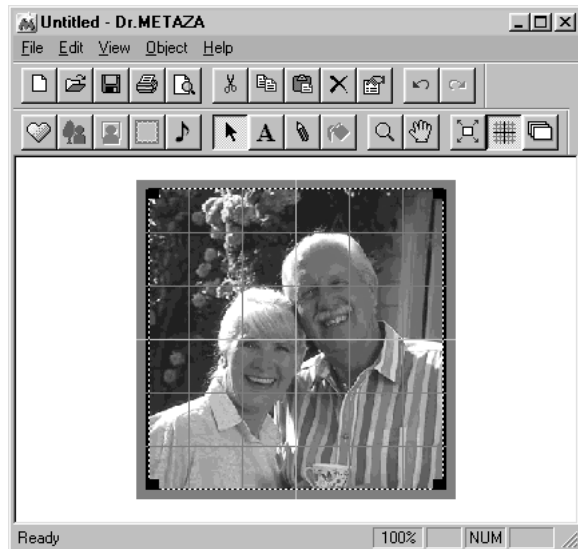 Untitled - Dr.METAZA
File Edit View Object Help
A
Ready 100% NUM